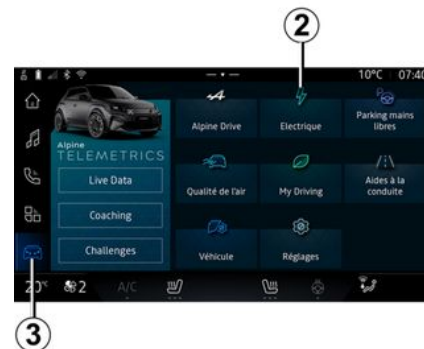 2
10°C 07:40
Alpine
TELEMETRICS
Live Data
Coaching
Challenges
Alpine Drive
Electrique
Parking mains
libres
Qualité de l'air
My Driving
Aides à la
conduite
Véhicule
Réglages
20°C
2
A/C
3